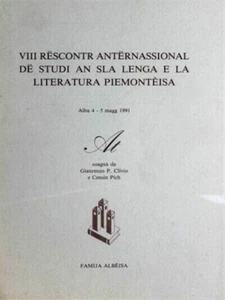 VIII RËSCONTR ANTËRNASSIONAL
DË STUDI AN SLA LENGA E LA
LITERATURA PIEMONTÈISA
Alba 4 - 5 magg 1991
At
soagnà da
Gianrenzo P. Clivio
e Censin Pich
FAMIJA ALBÈISA